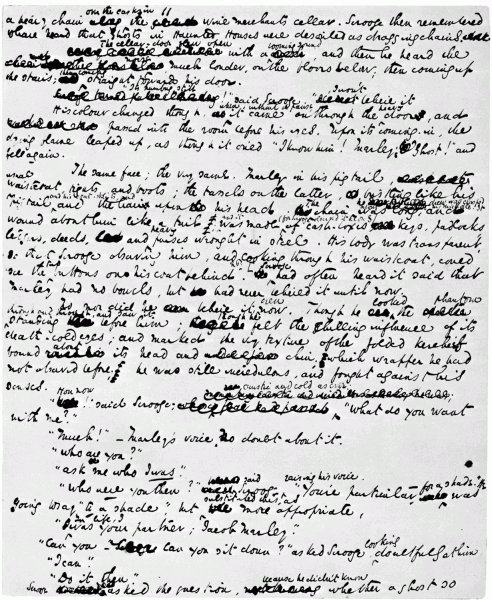 on the casks in
a heavy chain the wine merchants cellar. Scrooge then remembered
to have heard that Ghosts in Haunted Houses were described as dragging chains.
The cellar-door flew open with a booming sound and then he heard the
much louder, on the floors below; then coming up
the stairs; then coming straight towards his door.
"It's humbug still!" said Scrooge. "I won't believe it."
His colour changed though, when, without a pause, it came on through the heavy door, and
passed into the room before his eyes. Upon its coming in, the
dying flame leaped up, as though it cried "I know him! Marley's Ghost!" and
fell again.
The same face: the very same. Marley in his pigtail,
usual waistcoat, tights, and boots; the tassels on the latter, bristling like his
pigtail, and his coat-skirts, and the hair upon his head. The chain he drew was clasped about his middle. It was long, and
wound about him like a tail; and it was made (for Scrooge observed it closely) of cash-boxes, keys, padlocks,
ledgers, deeds, and heavy purses wrought in steel. His body was transparent,
so that Scrooge observing him, and looking through his waistcoat, could
see the buttons on his coat behind.
Scrooge had often heard it said that
Marley had no bowels, but he had never believed it until now.
No, nor did he believe it even now. Though he looked the phantom
through and through, and saw it standing before him; though he felt the chilling influence of its
death-cold eyes; and marked the very texture of the folded kerchief
bound about its head and chin, which wrapper he had
not observed before; he was still incredulous, and fought against his
senses.
"How now!" said Scrooge, caustic and cold as ever. "What do you want
with me?"
"Much!" – Marley's voice, no doubt about it.
"Who are you?"
"Ask me who I was."
"Who were you then?" said Scrooge, raising his voice. "You're particular – for a shade." He was
going to say "to a shade," but substituted this, as more appropriate.
"In life I was your partner, Jacob Marley."
"Can you – can you sit down?" asked Scrooge, looking doubtfully at him.
"I can."
"Do it then."
Scrooge asked the question, because he didn't know whether a ghost so